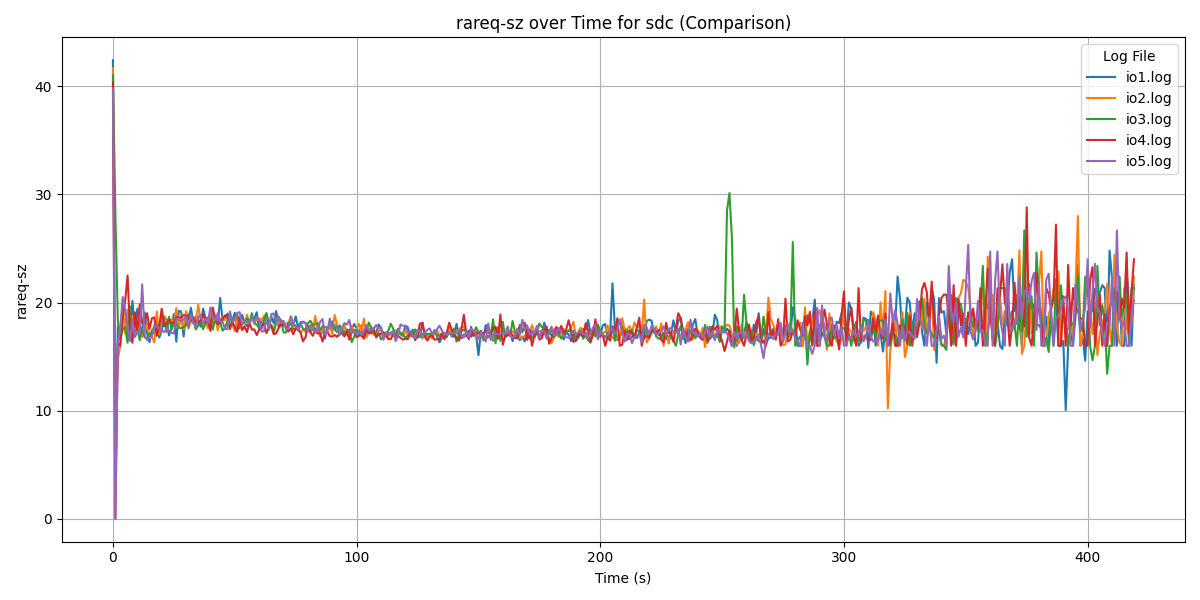 rareq-sz over Time for sdc (Comparison)
rareq-sz
40
30
20
10
0
Log File
io1.log
io2.log
io3.log
io4.log
io5.log
0 100 200 300 400
Time (s)